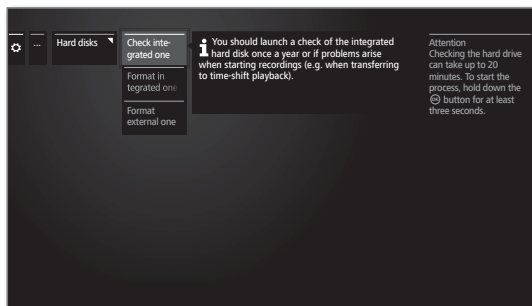 ...
Hard disks
Check inte-
grated one
Format in
tegrated one
Format
external one
i You should launch a check of the integrated
hard disk once a year or if problems arise
when starting recordings (e.g. when transferring
to time-shift playback).
Attention
Checking the hard drive
can take up to 20
minutes. To start the
process, hold down the
OK button for at least
three seconds.